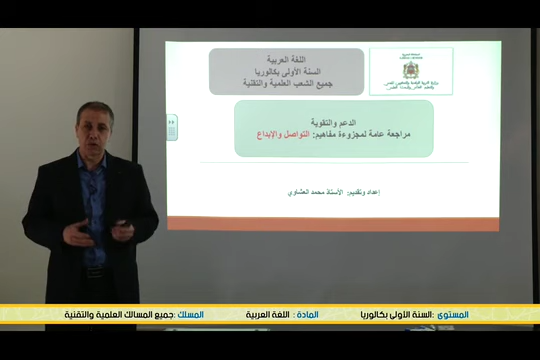 اللغة العربية
السنة الأولى بكالوريا
جميع الشعب العلمية والتقنية
الدعم والتقوية
مراجعة عامة لمجزوءة مفاهيم: التواصل والإبداع
إعداد وتقديم: الأستاذ محمد العشاوي
المستوى :السنة الأولى بكالوريا المادة : اللغة العربية المسلك :جميع المسالك العلمية والتقنية